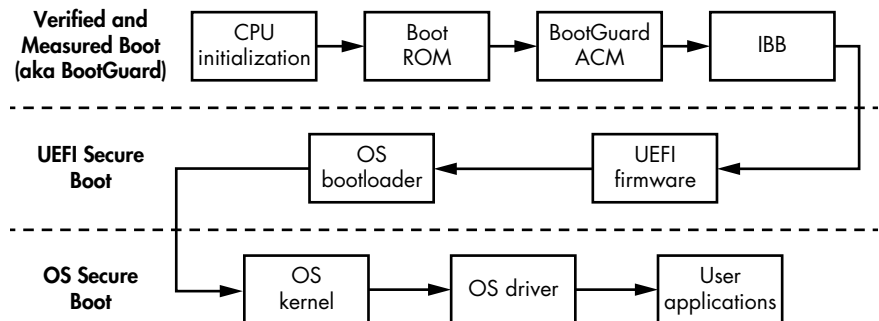 Verified and
Measured Boot
(aka BootGuard)
CPU
initialization
Boot
ROM
BootGuard
ACM
IBB
UEFI Secure
Boot
OS
bootloader
UEFI
firmware
OS Secure
Boot
OS
kernel
OS driver
User
applications